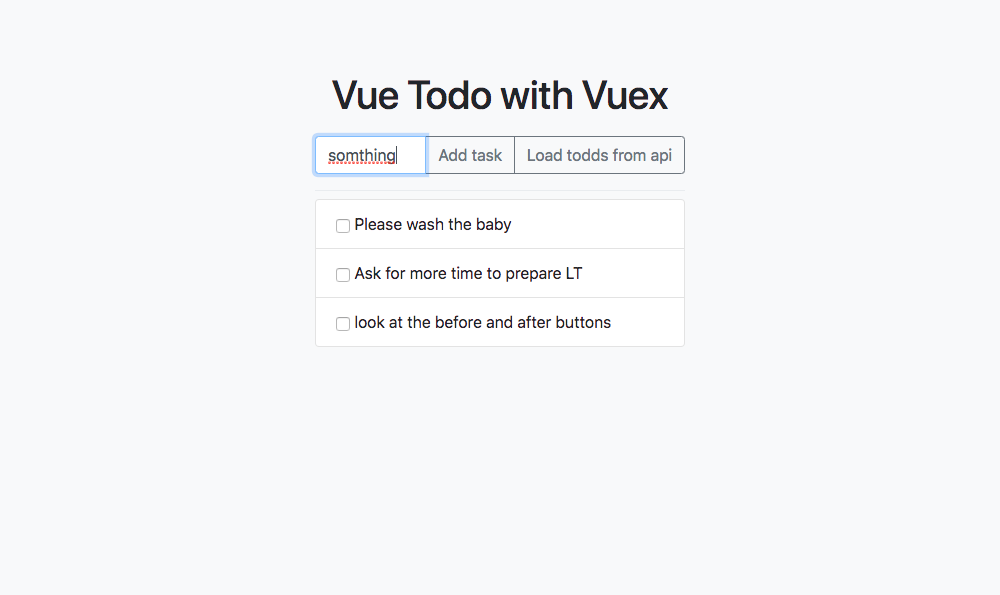 Vue Todo with Vuex
somthing Add task Load todds from api
Please wash the baby
Ask for more time to prepare LT
look at the before and after buttons